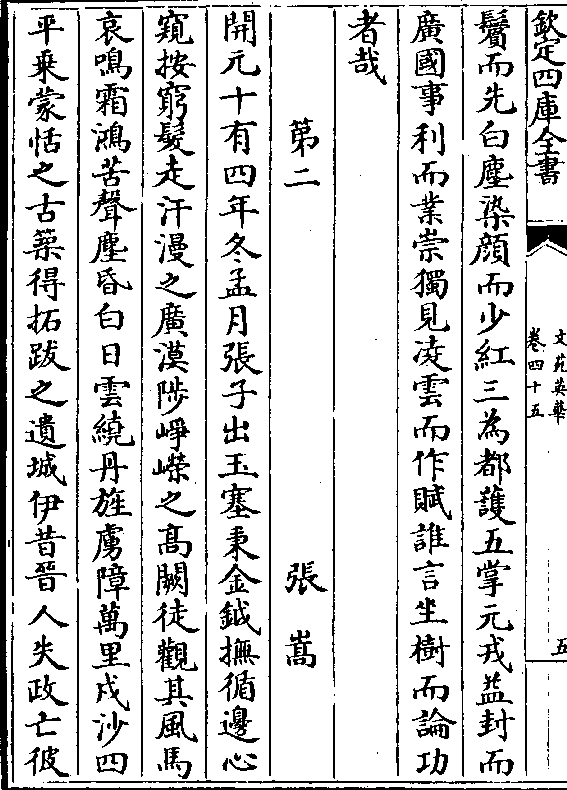 欽定四庫全書
文苑英華
卷四十五
五
鬢而先白塵染顔而少紅三為都護五掌元戎益封而
廣國事利而業崇獨見凌雲而作賦誰言坐樹而論功
者哉
第二
張嵩
開元十有四年冬孟月張子出玉塞秉金鉞撫循邊心
窺按窮髮走汗漫之廣漠陟崢嶸之髙闕徒觀其風馬
哀鳴霜鴻苦聲塵昏白日雲繞丹旌虜障萬里戍沙四
平乗蒙恬之古築得拓跋之遺城伊昔晉人失政亡彼